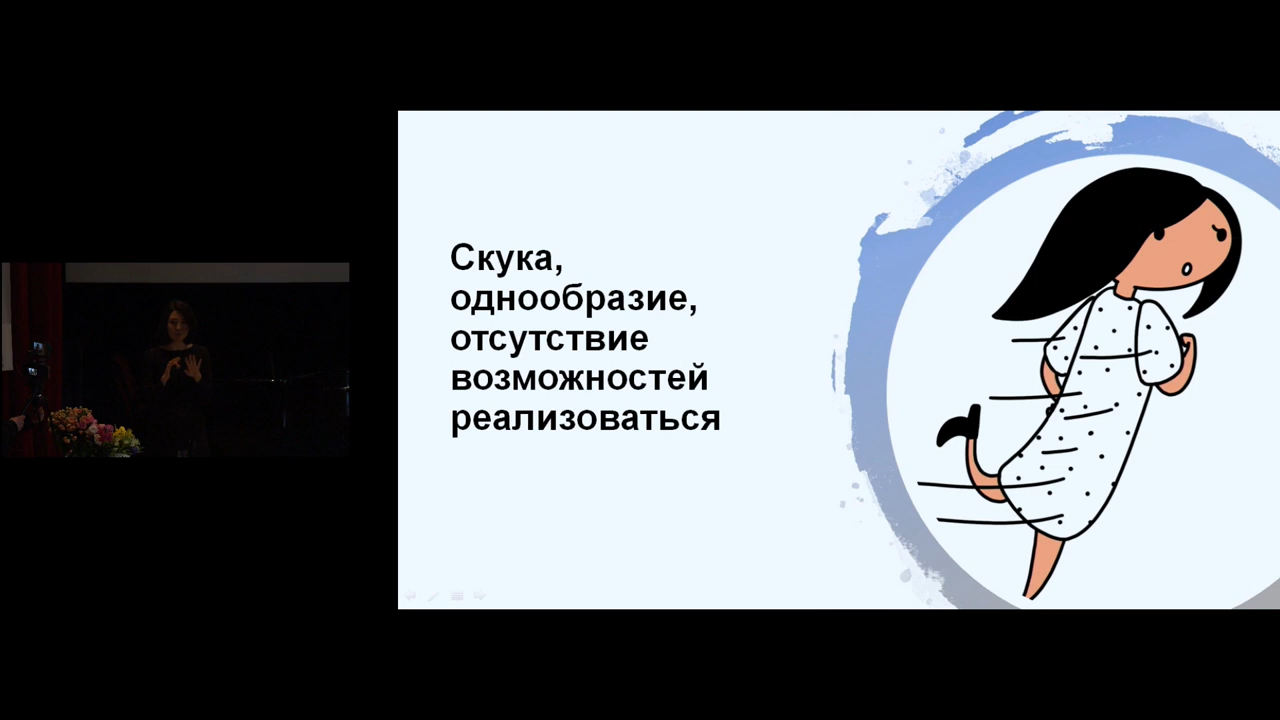 Скука,
однообразие,
отсутствие
возможностей
реализоваться